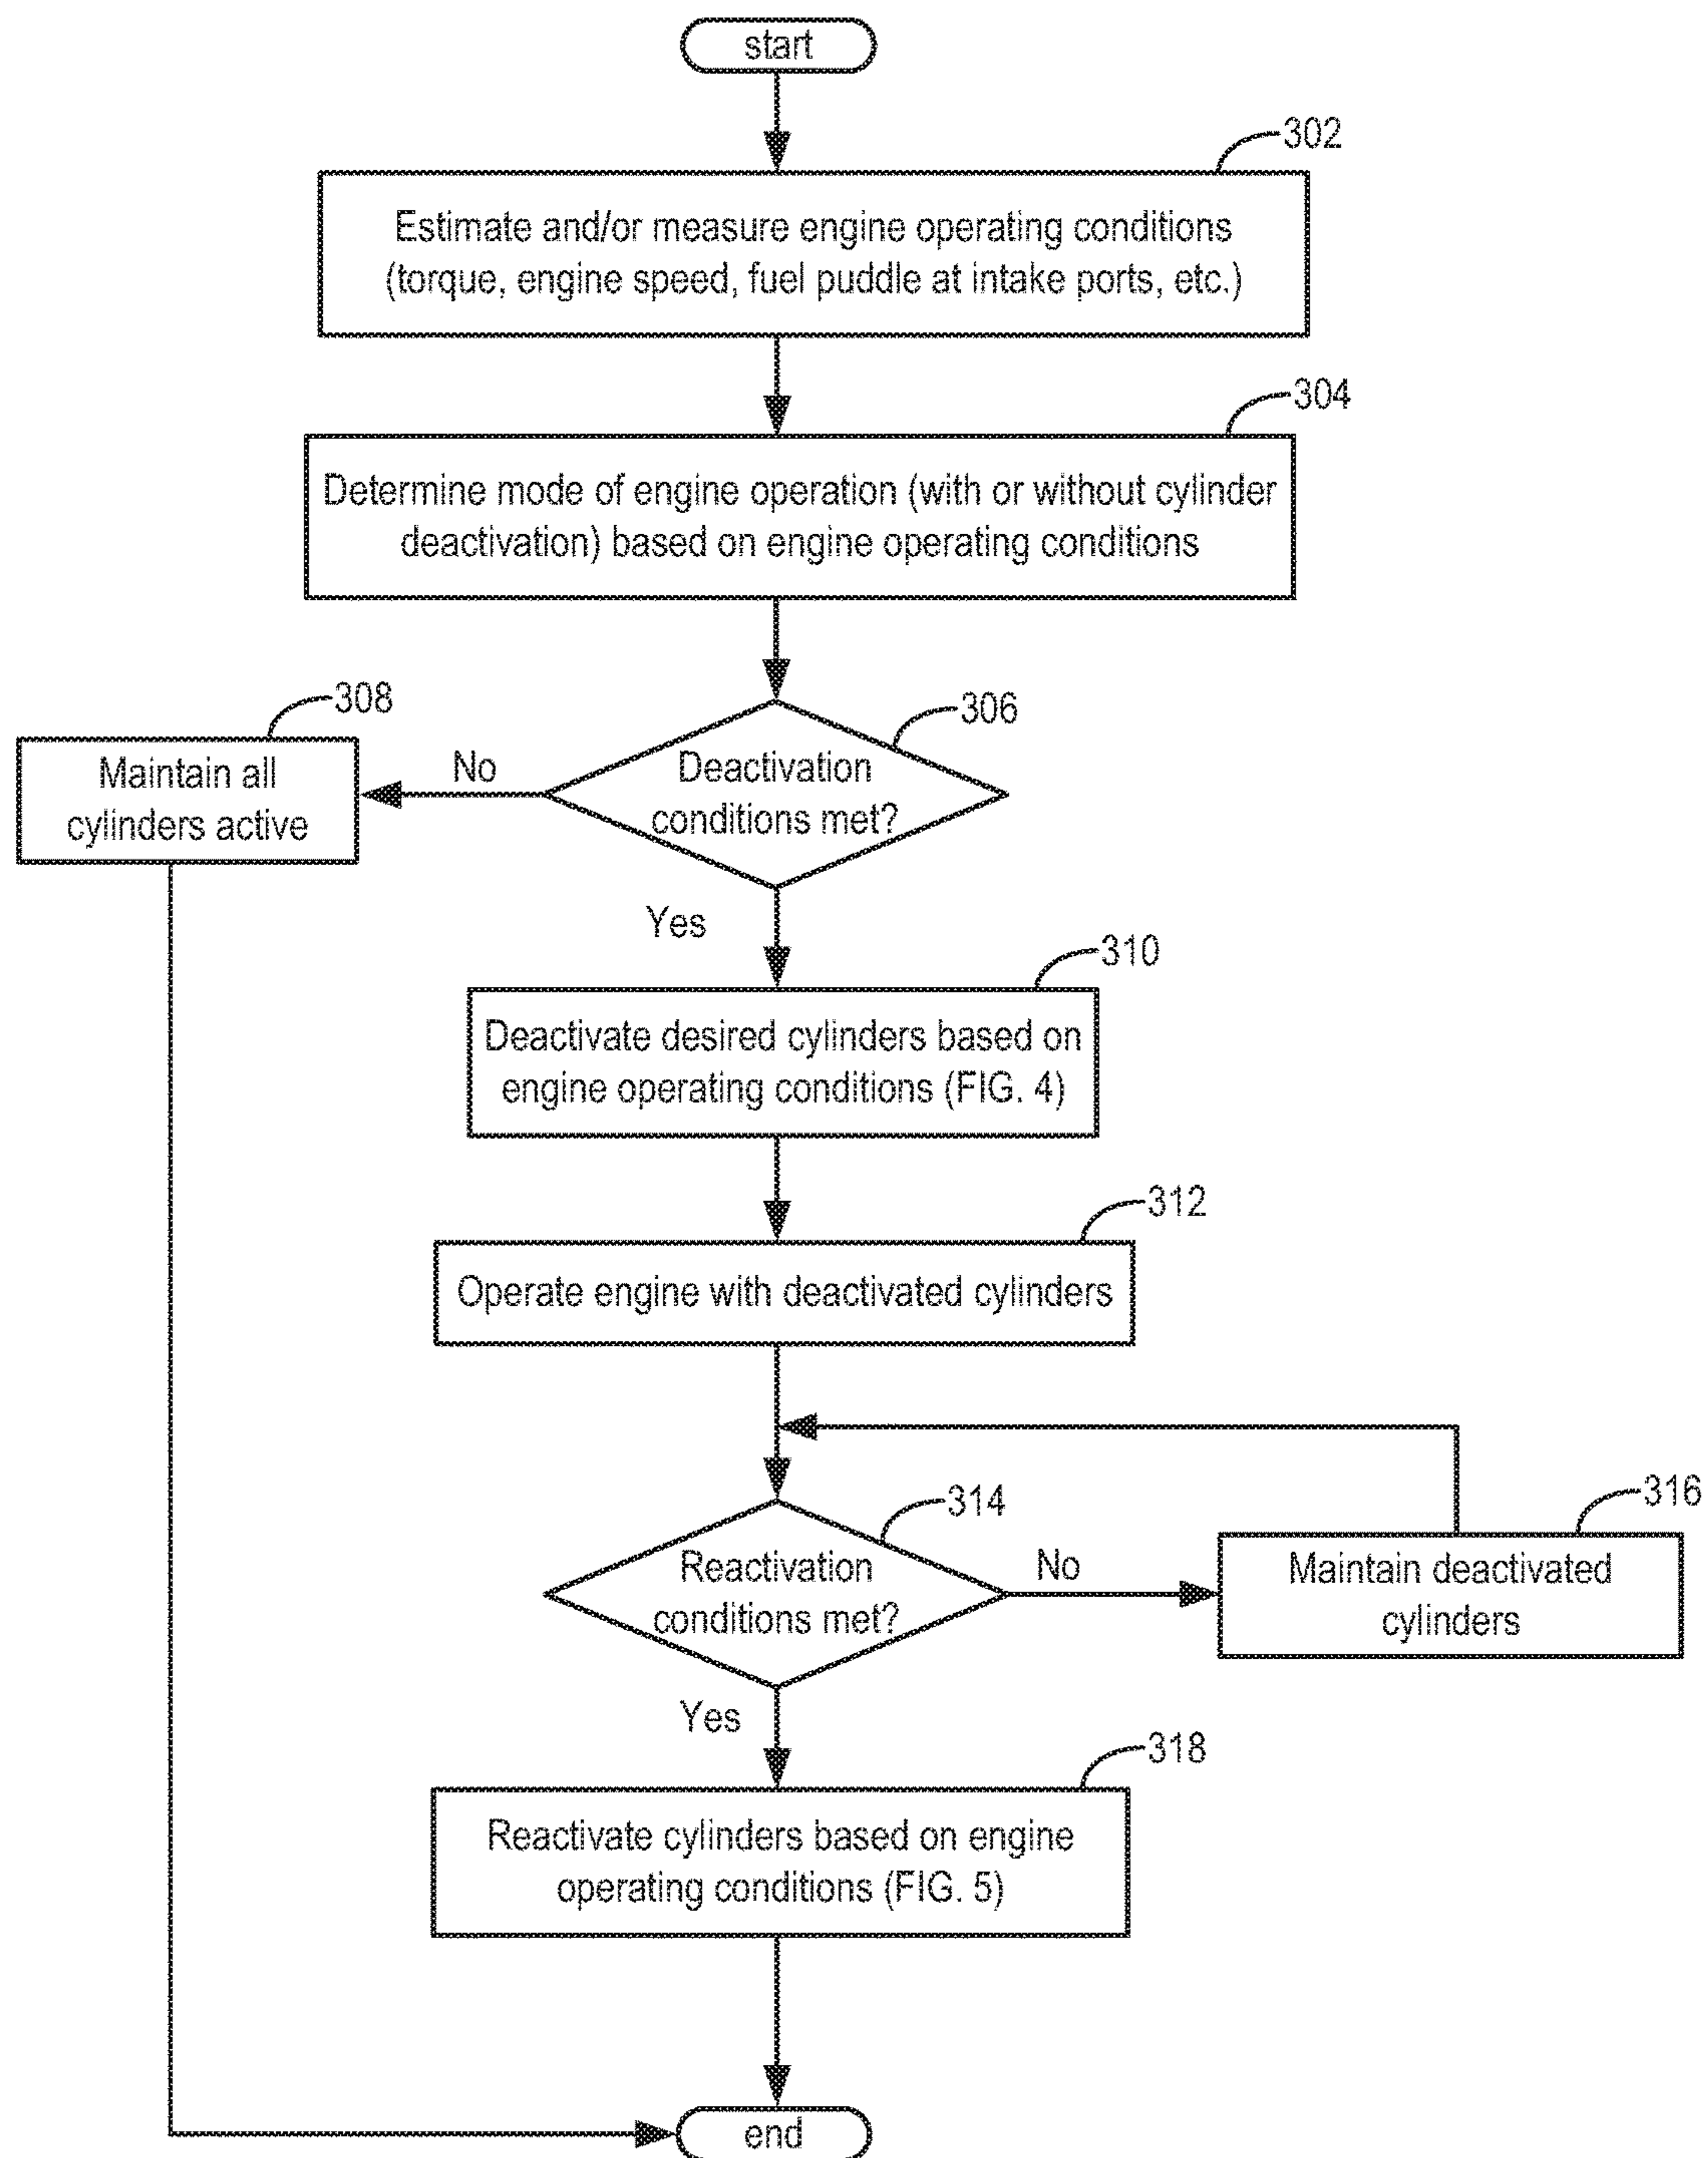 start
302
Estimate and/or measure engine operating conditions
(torque, engine speed, fuel puddle at intake ports, etc.)
304
Determine mode of engine operation (with or without cylinder
deactivation) based on engine operating conditions
308
Maintain all
cylinders active
No
306
Deactivation
conditions met?
Yes
310
Deactivate desired cylinders based on
engine operating conditions (FIG. 4)
312
Operate engine with deactivated cylinders
314
Reactivation
conditions met?
No
316
Maintain deactivated
cylinders
Yes
318
Reactivate cylinders based on engine
operating conditions (FIG. 5)
end